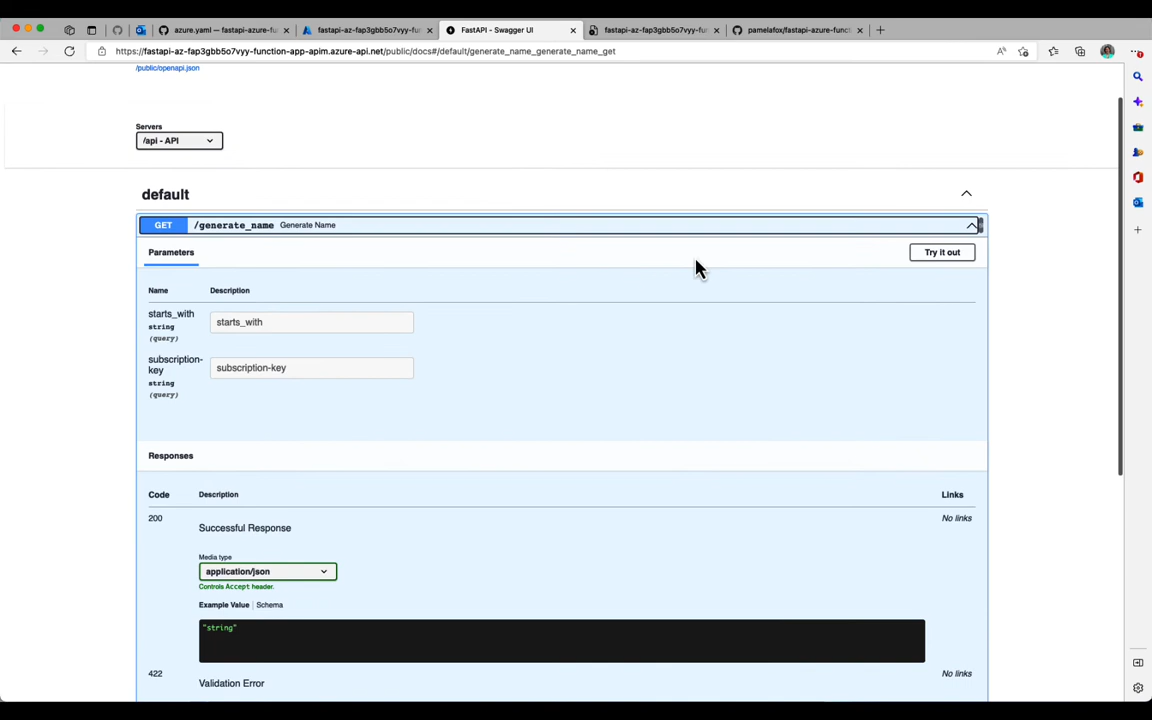 azure.yaml — fastapi-azure-fu
fastapi-az-fap3gbb5o7vyy-func
FastAPI - Swagger UI
fastapi-az-fap3gbb5o7vyy-func
pamelafox/fastapi-azure-funct
https://fastapi-az-fap3gbb5o7vyy-function-app-apim.azure-api.net/public/docs#/default/generate_name_generate_name_get
/public/openapi.json
Servers
/api - API
default
GET /generate_name Generate Name
Parameters
Try it out
Name Description
starts_with
string
(query)
starts_with
subscription-
key
string
(query)
subscription-key
Responses
Code Description Links
200 No links
Successful Response
Media type
application/json
Controls Accept header.
Example Value | Schema
"string"
422 No links
Validation Error